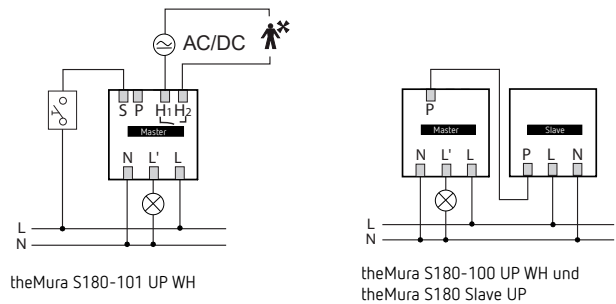 AC/DC
S P H1 H2
Master
N L' L
L
N
theMura S180-101 UP WH
P
Master
N L' L
Slave
P L N
L
N
theMura S180-100 UP WH und
theMura S180 Slave UP